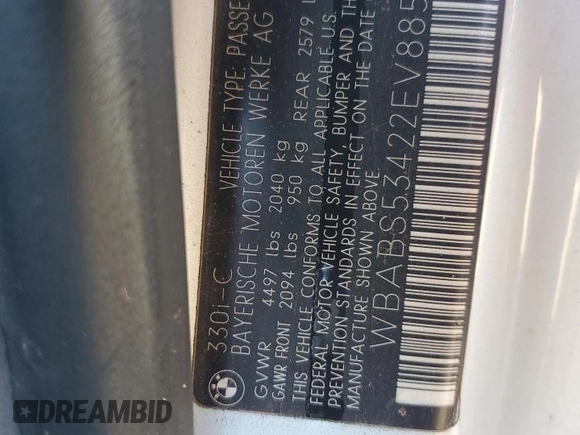 330I-C VEHICLE TYPE: PASSE
BAYERISCHE MOTOREN WERKE AG
GVWR 4497 lbs 2040 kg
GAWR FRONT 2094 lbs 950 kg REAR 2579 L
THIS VEHICLE CONFORMS TO ALL APPLICABLE U.S.
FEDERAL MOTOR VEHICLE SAFETY, BUMPER AND THE
PREVENTION STANDARDS IN EFFECT ON THE DATE
MANUFACTURE SHOWN ABOVE.
WBABS53422EV885
DREAMBID